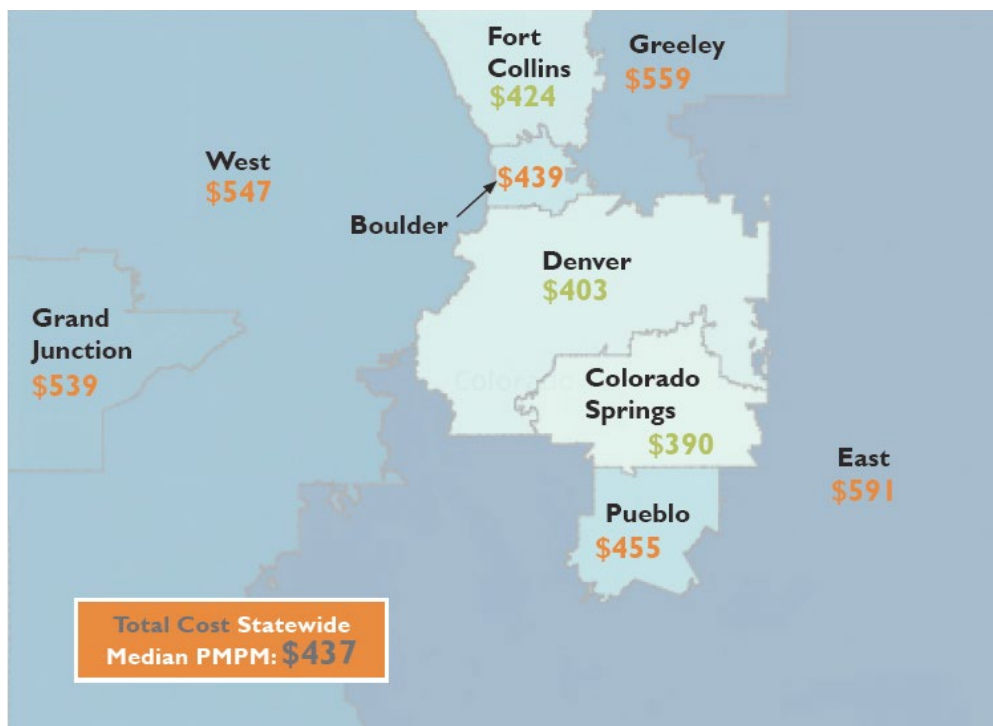 Fort
Collins
$424
Greeley
$559
West
$547
$439
Boulder
Denver
$403
Grand
Junction
$539
Colorado
Springs
$390
East
$591
Pueblo
$455
Total Cost Statewide
Median PMPM: $437